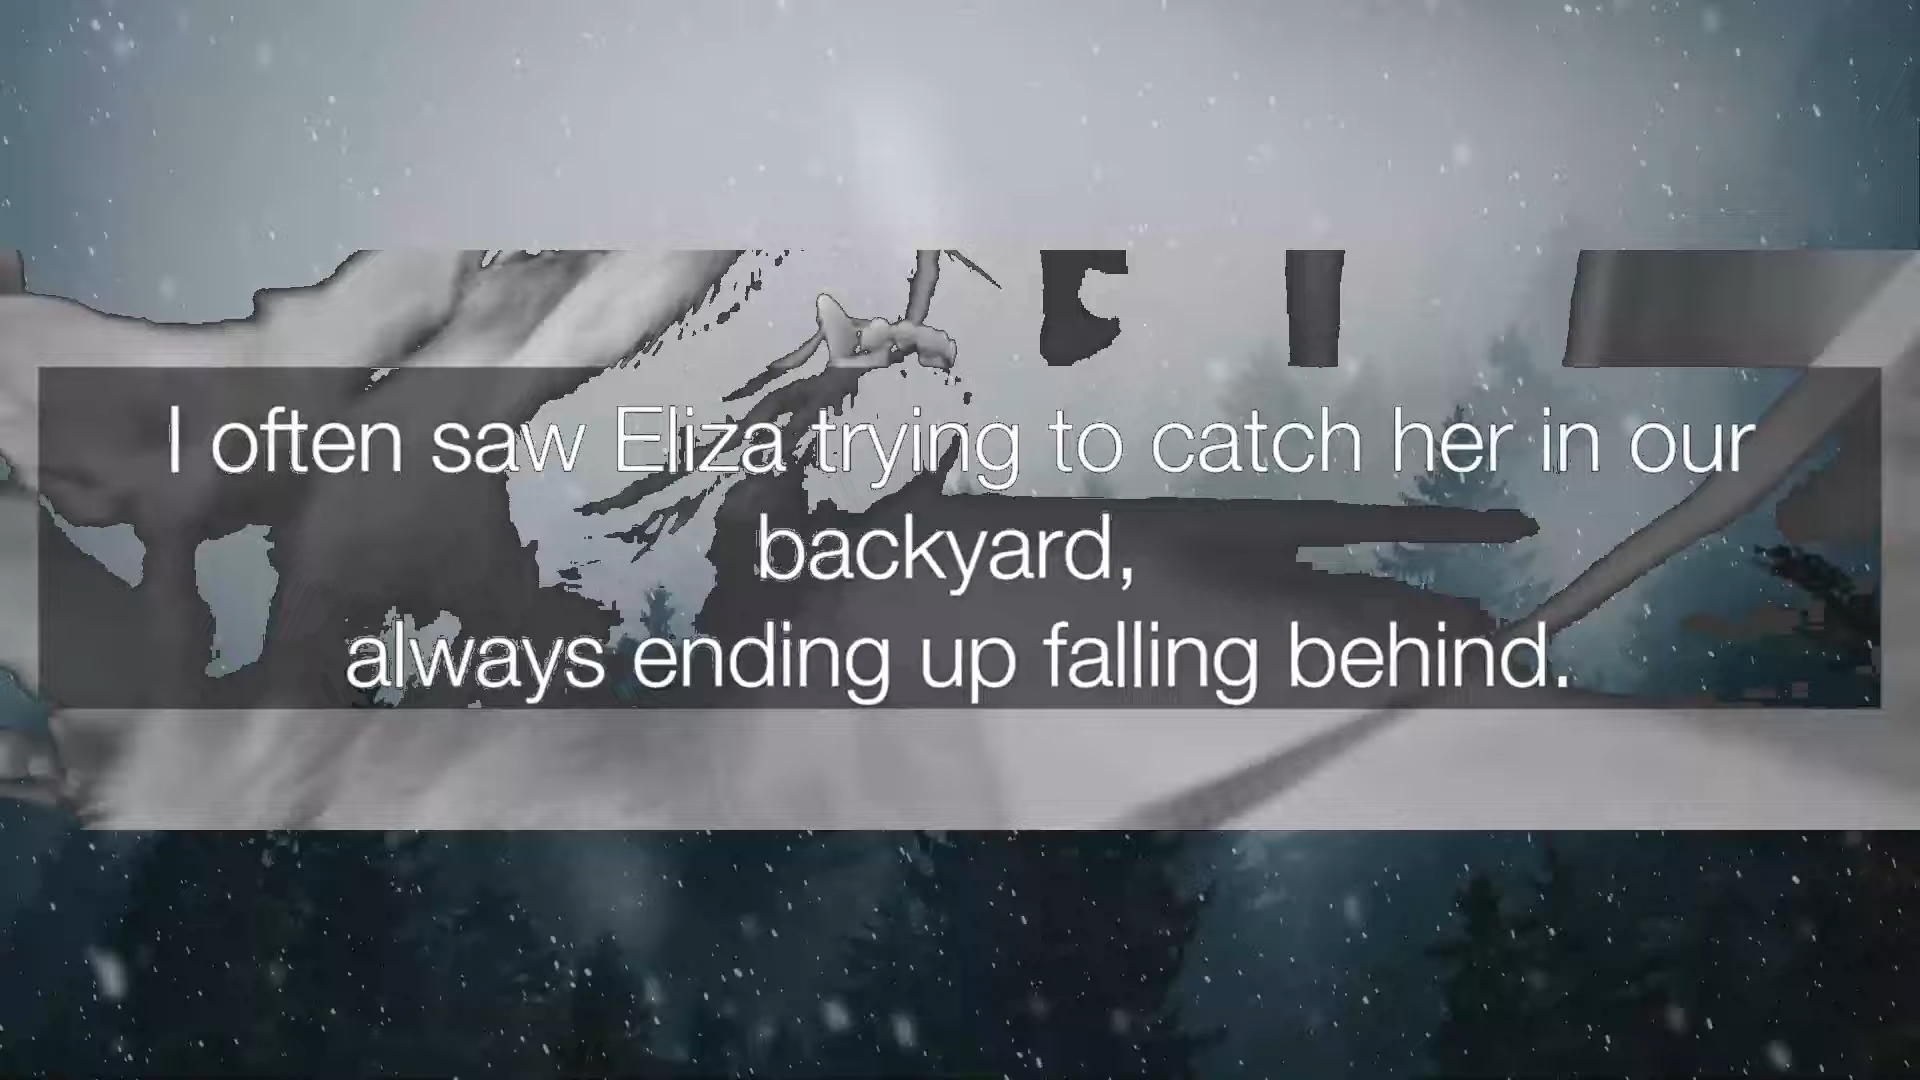 I often saw Eliza trying to catch her in our
backyard,
always ending up falling behind.